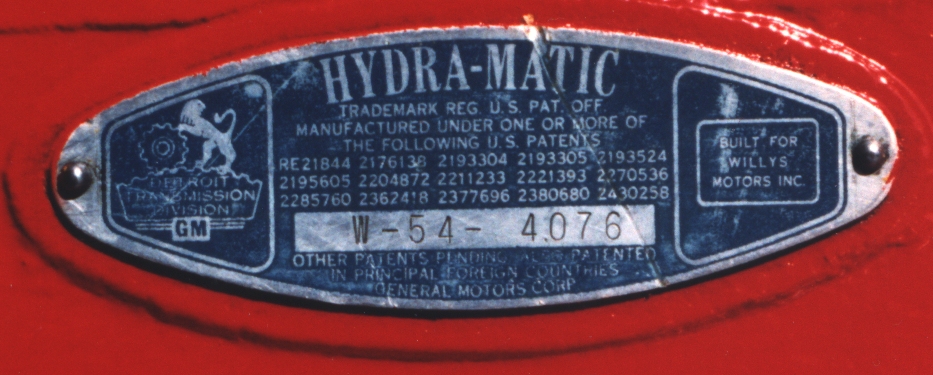 HYDRA-MATIC
TRADEMARK REG. U.S. PAT. OFF.
MANUFACTURED UNDER ONE OR MORE OF
THE FOLLOWING U.S. PATENTS
RE21844 2176138 2193304 2193305 2193524
2195605 2204872 2211233 2221393 2270536
2285760 2362418 2377696 2380680 2430258
W-54- 4076
OTHER PATENTS PENDING ALSO PATENTED
IN PRINCIPAL FOREIGN COUNTRIES
GENERAL MOTORS CORP.
DETROIT
TRANSMISSION
DIVISION
GM
BUILT FOR
WILLYS
MOTORS INC.